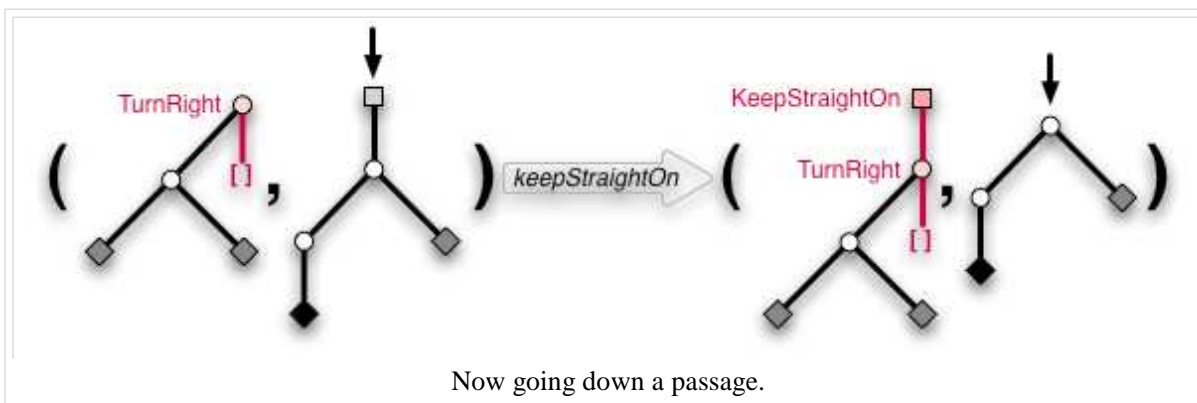 TurnRight
[ ]
( , )
keepStraightOn
KeepStraightOn
TurnRight
[ ]
( , )
Now going down a passage.